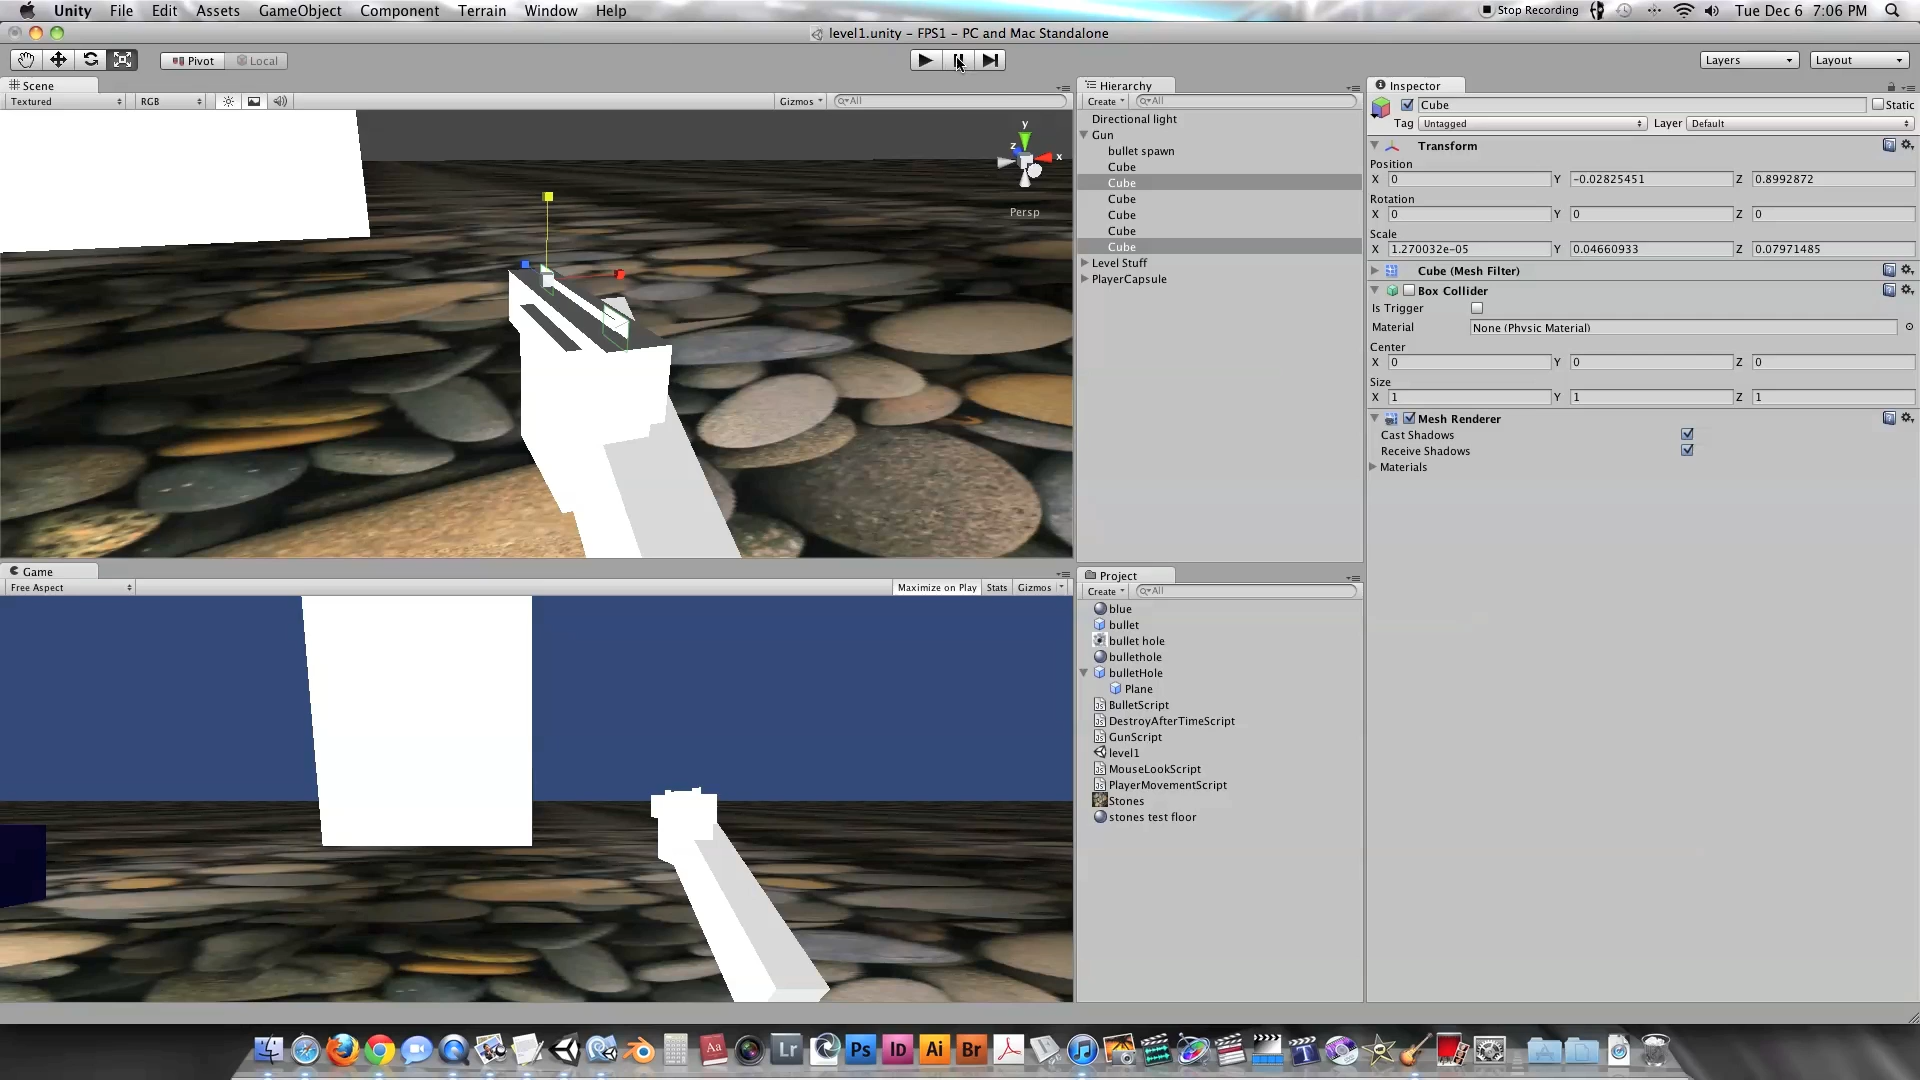 Unity File Edit Assets GameObject Component Terrain Window Help Stop Recording Tue Dec 6 7:06 PM
level1.unity - FPS1 - PC and Mac Standalone
Pivot Local Layers Layout
Scene Hierarchy Inspector
Textured RGB Gizmos All Create All Cube Static
Directional light Tag Untagged Layer Default
Gun
bullet spawn
Cube
Cube
Cube
Cube
Cube
Cube
Level Stuff
PlayerCapsule
y
z
x
Persp
Transform
Position
X 0 Y -0.02825451 Z 0.8992872
Rotation
X 0 Y 0 Z 0
Scale
X 1.270032e-05 Y 0.04660933 Z 0.07971485
Cube (Mesh Filter)
Box Collider
Is Trigger
Material None (Physic Material)
Center
X 0 Y 0 Z 0
Size
X 1 Y 1 Z 1
Mesh Renderer
Cast Shadows
Receive Shadows
Materials
Game
Free Aspect Maximize on Play Stats Gizmos
Project
Create All
blue
bullet
bullet hole
bullethole
bulletHole
Plane
BulletScript
DestroyAfterTimeScript
GunScript
level1
MouseLookScript
PlayerMovementScript
Stones
stones test floor
Aa Lr Ps ID Ai Br T